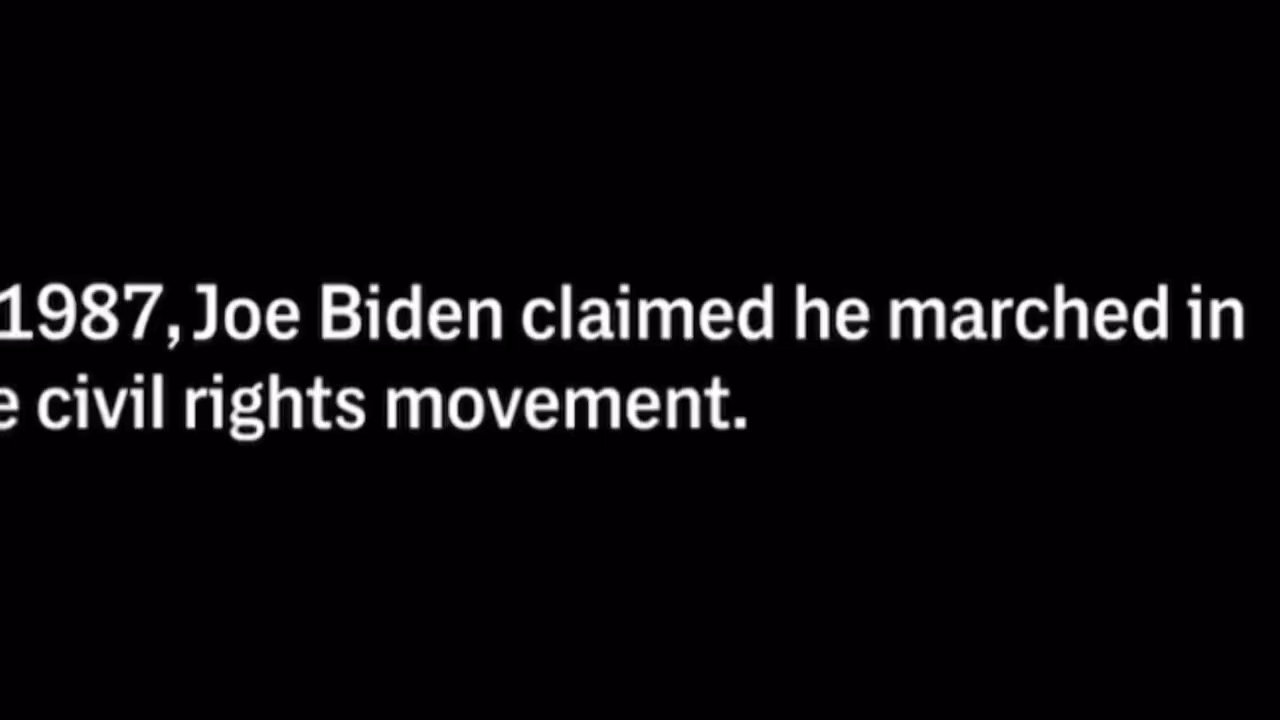 1987, Joe Biden claimed he marched in
e civil rights movement.